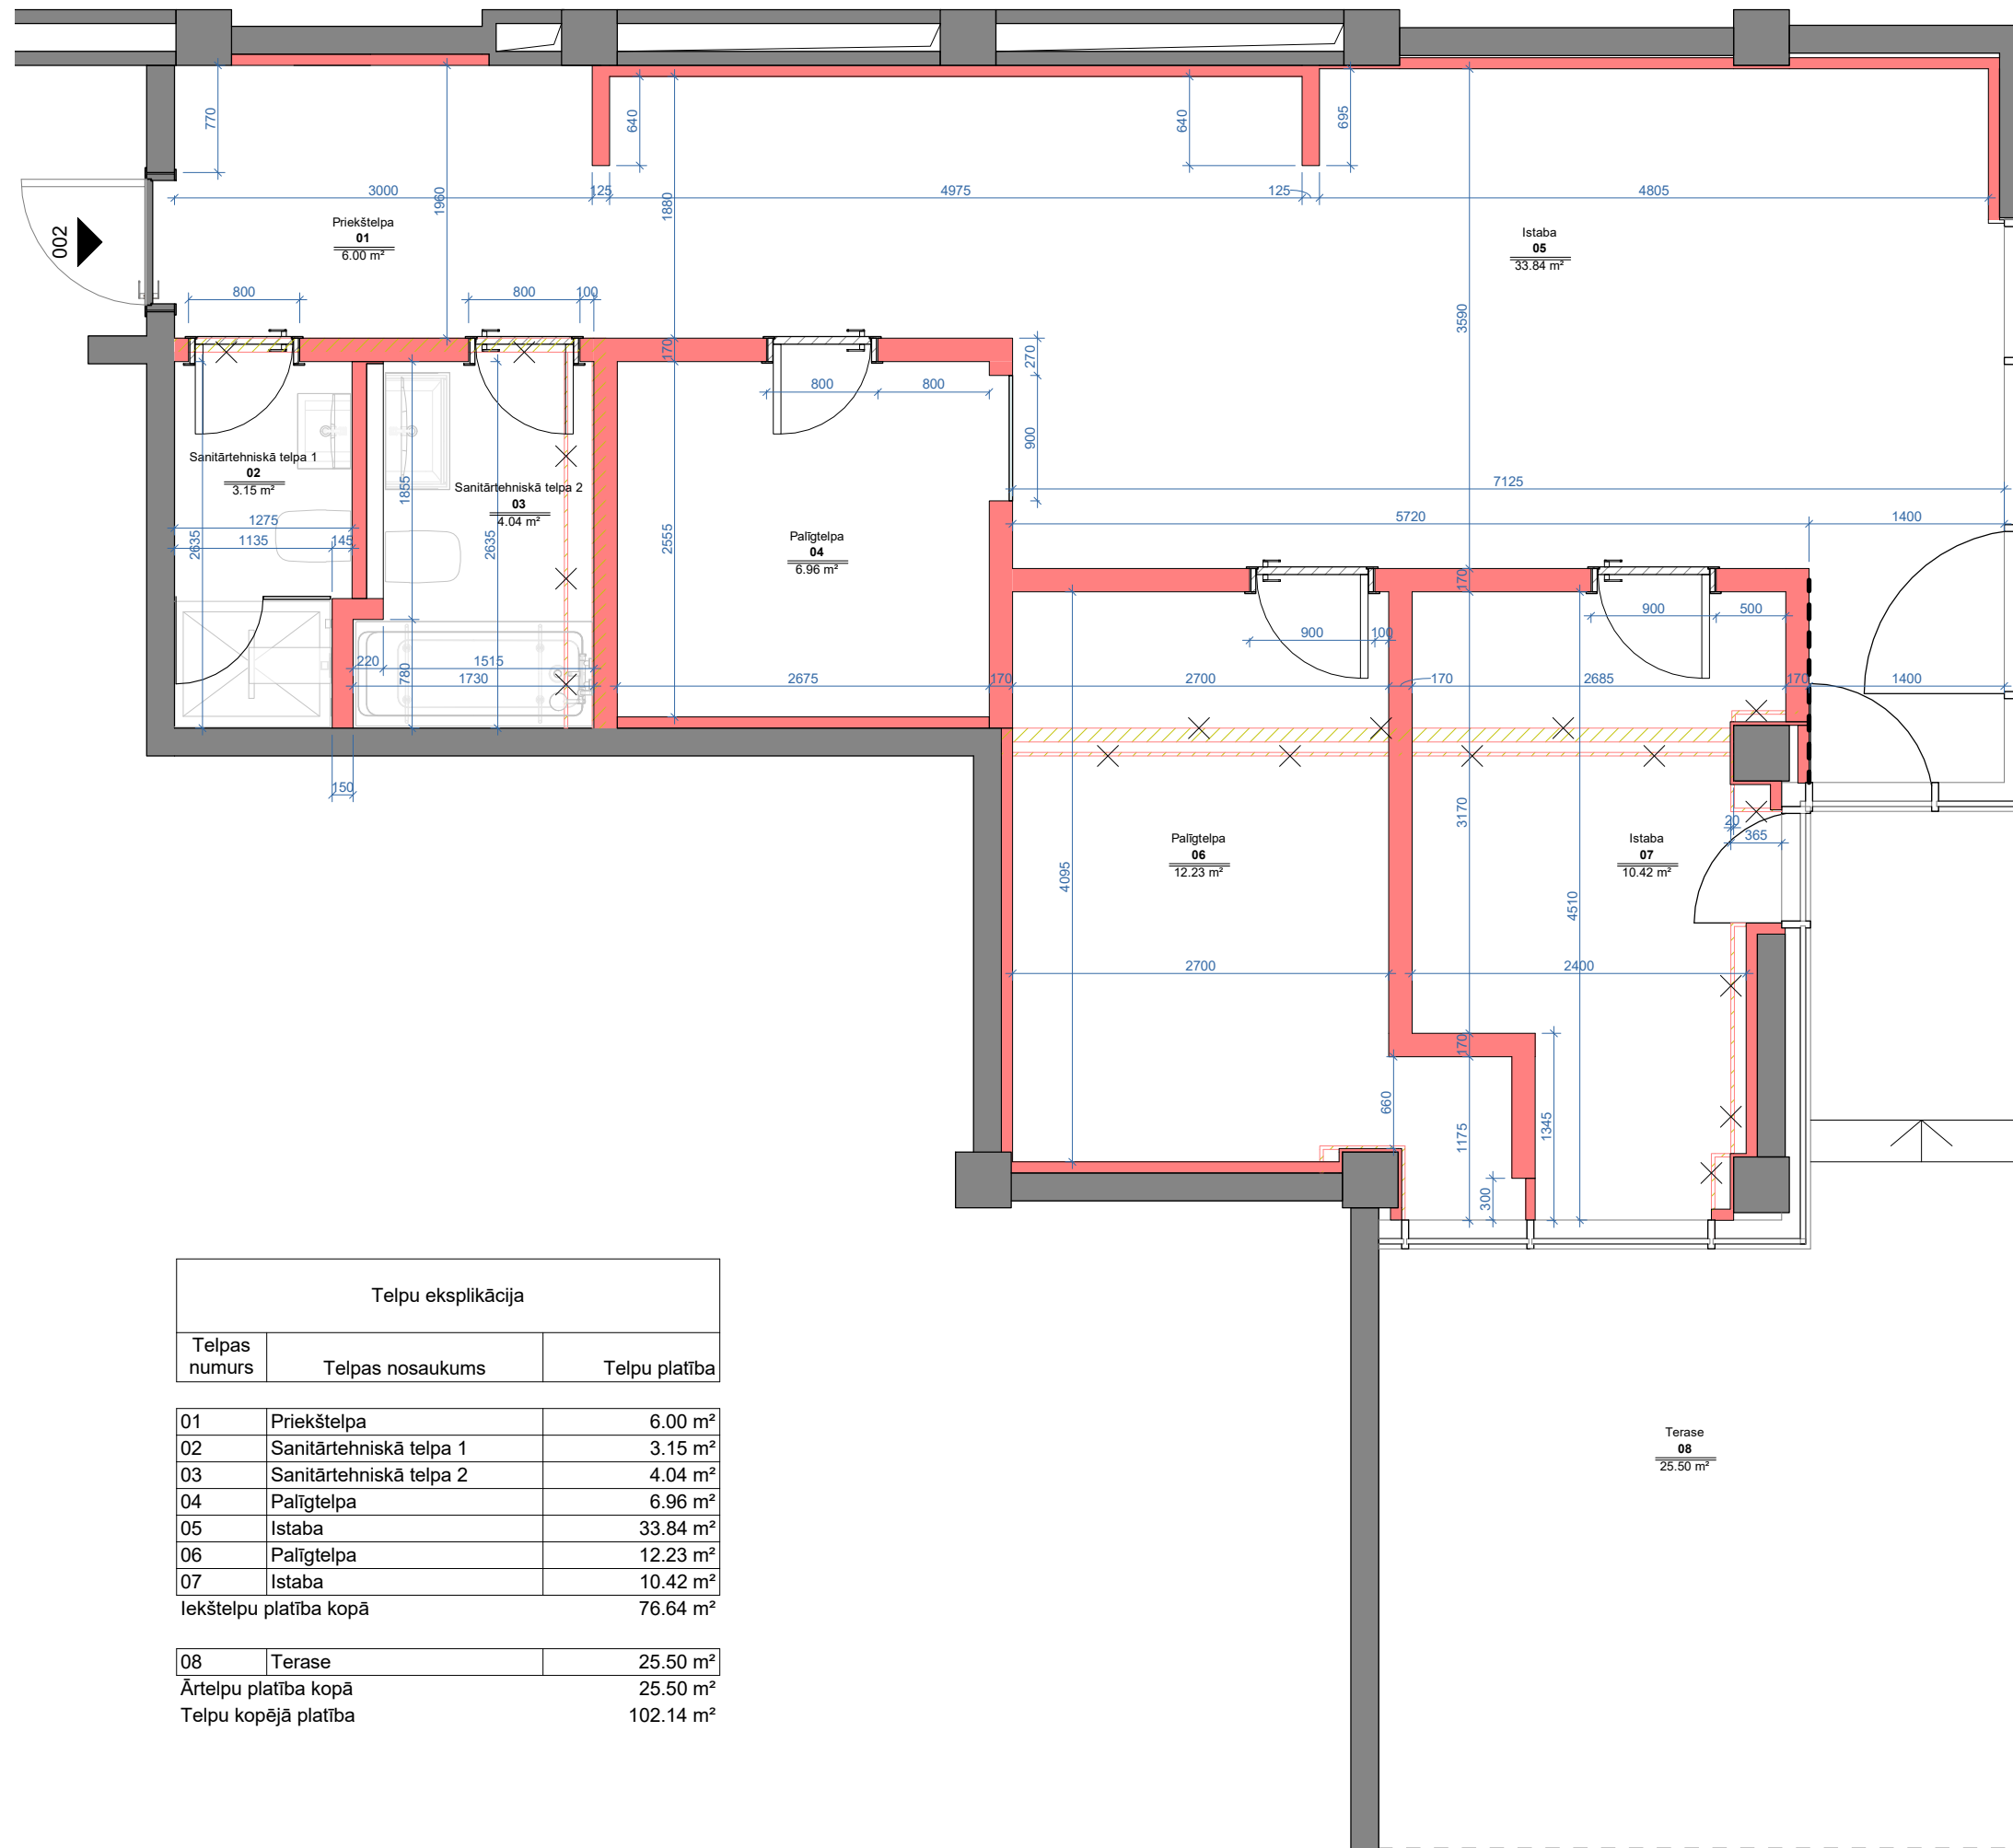 770
640
640
695
3000
125
4975
125
4805
1960
1880
002
Priekštelpa
01
6.00 m²
Istaba
05
33.84 m²
800
800
100
3590
170
270
800
800
900
Sanitārtehniskā telpa 1
02
3.15 m²
Sanitārtehniskā telpa 2
03
4.04 m²
1855
7125
1275
5720
1400
1135
145
2635
2635
2555
Palīgtelpa
04
6.96 m²
170
900
500
900
100
220
1515
780
1730
2675
170
2700
170
2685
170
1400
150
3170
20
365
Palīgtelpa
06
12.23 m²
Istaba
07
10.42 m²
4095
4510
2700
2400
170
660
1175
1345
300
Telpu eksplikācija
Telpas
numurs
Telpas nosaukums
Telpu platība
01 Priekštelpa 6.00 m²
02 Sanitārtehniskā telpa 1 3.15 m²
03 Sanitārtehniskā telpa 2 4.04 m²
04 Palīgtelpa 6.96 m²
05 Istaba 33.84 m²
06 Palīgtelpa 12.23 m²
07 Istaba 10.42 m²
Iekštelpu platība kopā 76.64 m²
08 Terase 25.50 m²
Ārtelpu platība kopā 25.50 m²
Telpu kopējā platība 102.14 m²
Terase
08
25.50 m²